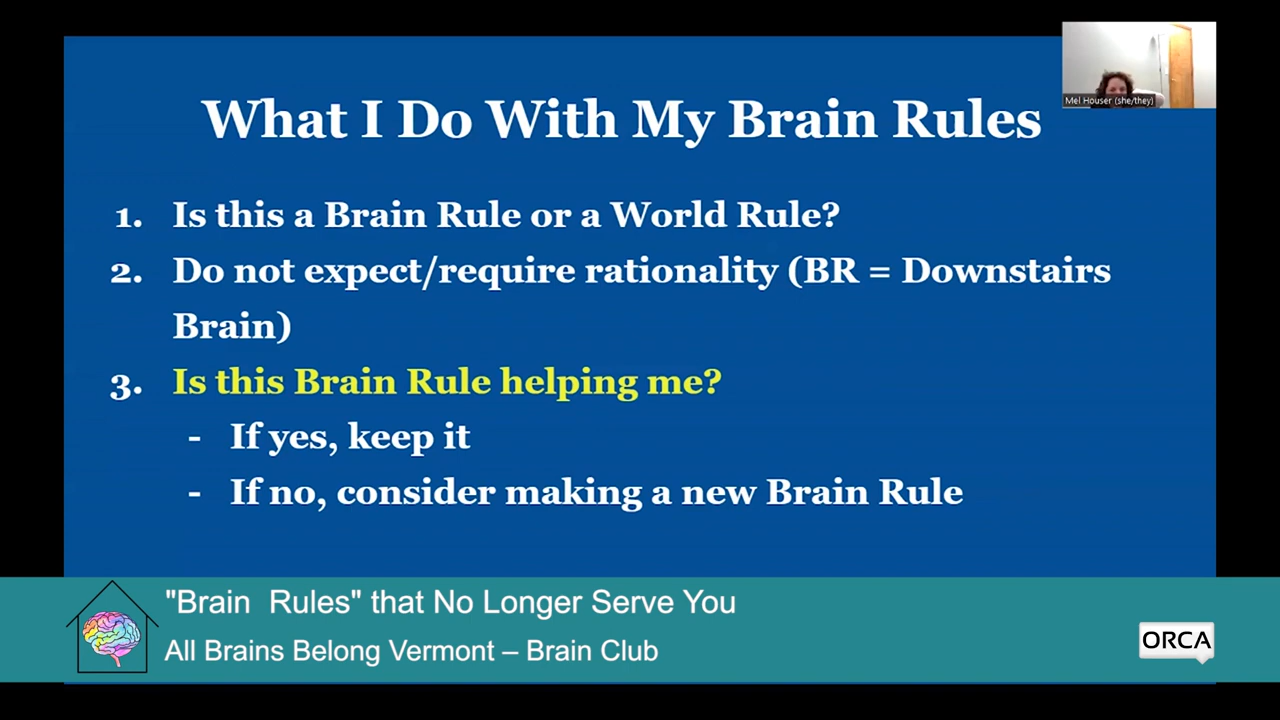 What I Do With My Brain Rules
Mel Houser (she/they)
1. Is this a Brain Rule or a World Rule?
2. Do not expect/require rationality (BR = Downstairs
Brain)
3. Is this Brain Rule helping me?
- If yes, keep it
- If no, consider making a new Brain Rule
"Brain  Rules" that No Longer Serve You
All Brains Belong Vermont – Brain Club
ORCA